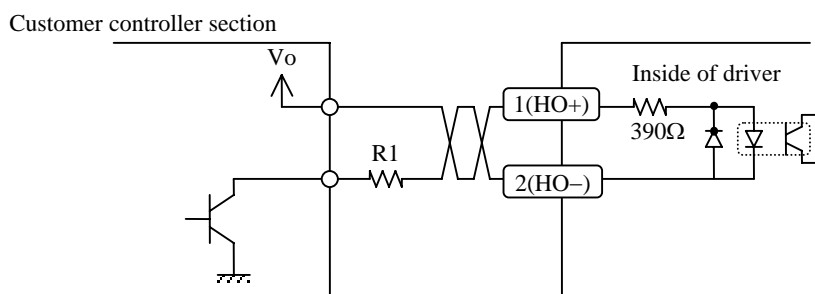 Customer controller section
Vo
Inside of driver
1(HO+)
390Ω
R1
2(HO−)